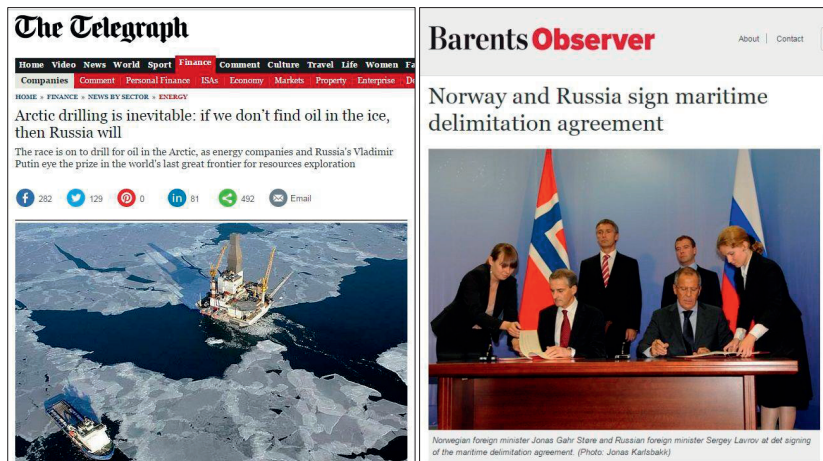 The Telegraph
Home Video News World Sport Finance Comment Culture Travel Life Women
Companies Comment Personal Finance ISAs Economy Markets Property Enterprise
HOME » FINANCE » NEWS BY SECTOR » ENERGY
Arctic drilling is inevitable: if we don't find oil in the ice,
then Russia will
The race is on to drill for oil in the Arctic, as energy companies and Russia's Vladimir
Putin eye the prize in the world's last great frontier for resources exploration
282 129 0 in 81 492 Email
Barents Observer
About | Contact
Norway and Russia sign maritime
delimitation agreement
Norwegian foreign minister Jonas Gahr Støre and Russian foreign minister Sergey Lavrov at det signing
of the maritime delimitation agreement. (Photo: Jonas Karlsbakk)